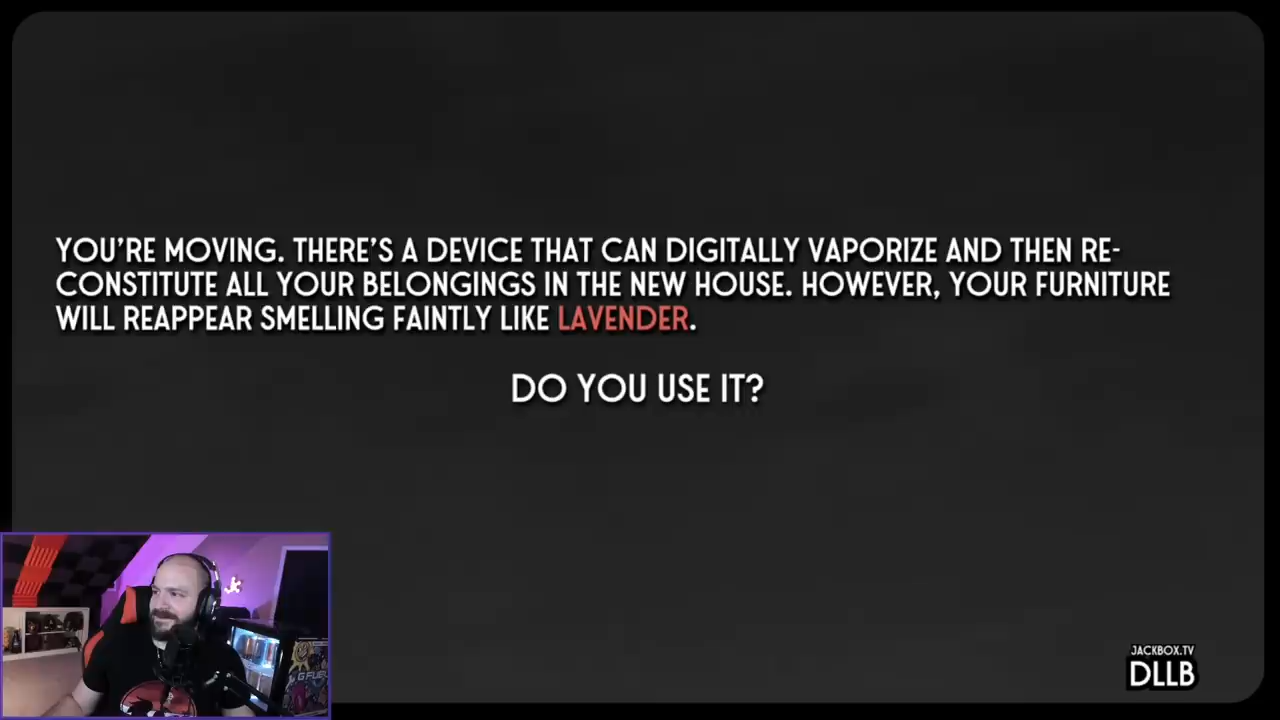 YOU'RE MOVING. THERE'S A DEVICE THAT CAN DIGITALLY VAPORIZE AND THEN RE-
CONSTITUTE ALL YOUR BELONGINGS IN THE NEW HOUSE. HOWEVER, YOUR FURNITURE
WILL REAPPEAR SMELLING FAINTLY LIKE LAVENDER.
DO YOU USE IT?
G FUEL
JACKBOX.TV
DLLB